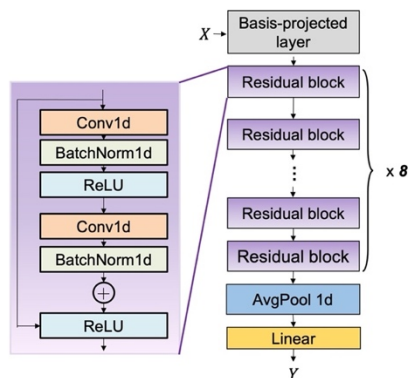 X
Basis-projected
layer
Residual block
Residual block
Residual block
Residual block
x 8
AvgPool 1d
Linear
Y
Conv1d
BatchNorm1d
ReLU
Conv1d
BatchNorm1d
ReLU